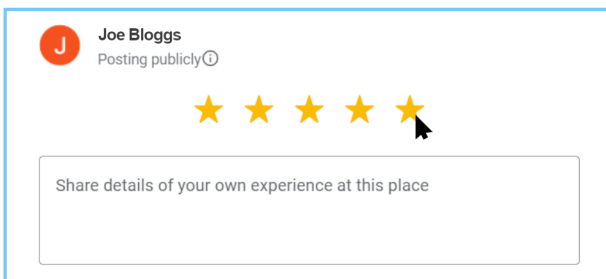 J
Joe Bloggs
Posting publicly
Share details of your own experience at this place